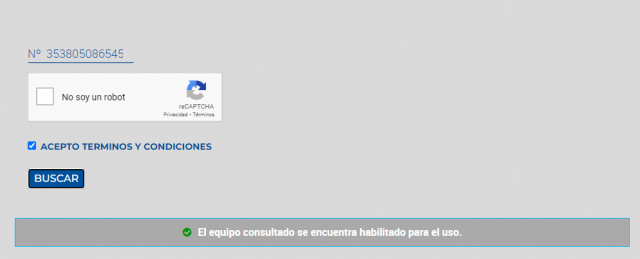 Nº 353805086545
No soy un robot
reCAPTCHA
Privacidad - Términos
ACEPTO TERMINOS Y CONDICIONES
BUSCAR
El equipo consultado se encuentra habilitado para el uso.